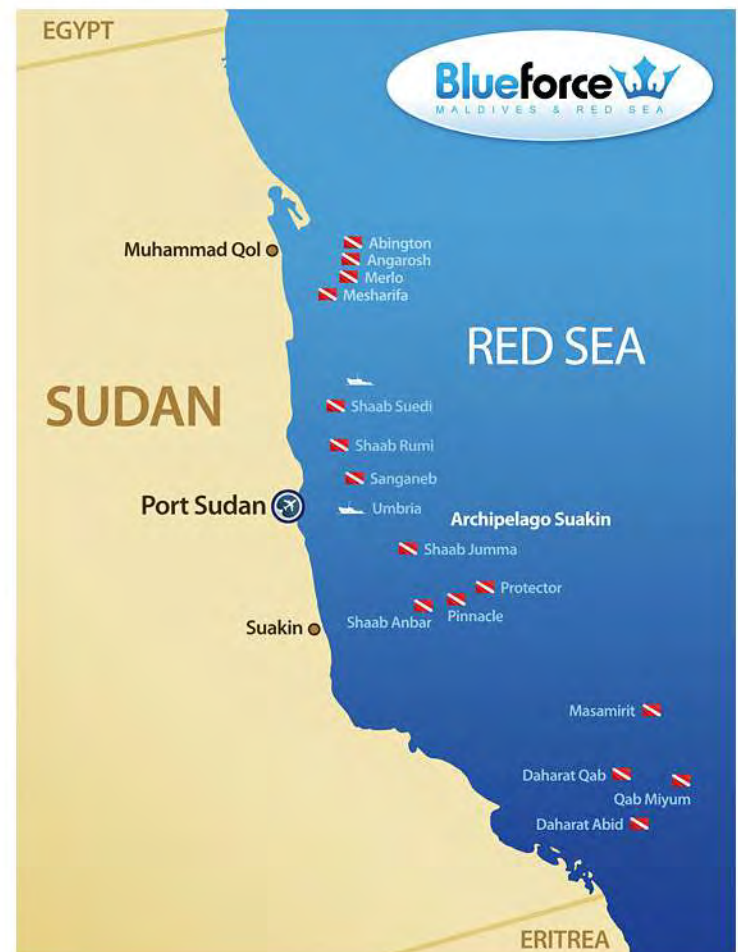 EGYPT
Blueforce
MALDIVES & RED SEA
Muhammad Qol
Abington
Angarosh
Merlo
Mesharifa
RED SEA
SUDAN
Shaab Suedi
Shaab Rumi
Sanganeb
Port Sudan
Umbria
Archipelago Suakin
Shaab Jumma
Protector
Pinnacle
Shaab Anbar
Suakin
Masamirit
Daharat Qab
Qab Miyum
Daharat Abid
ERITREA